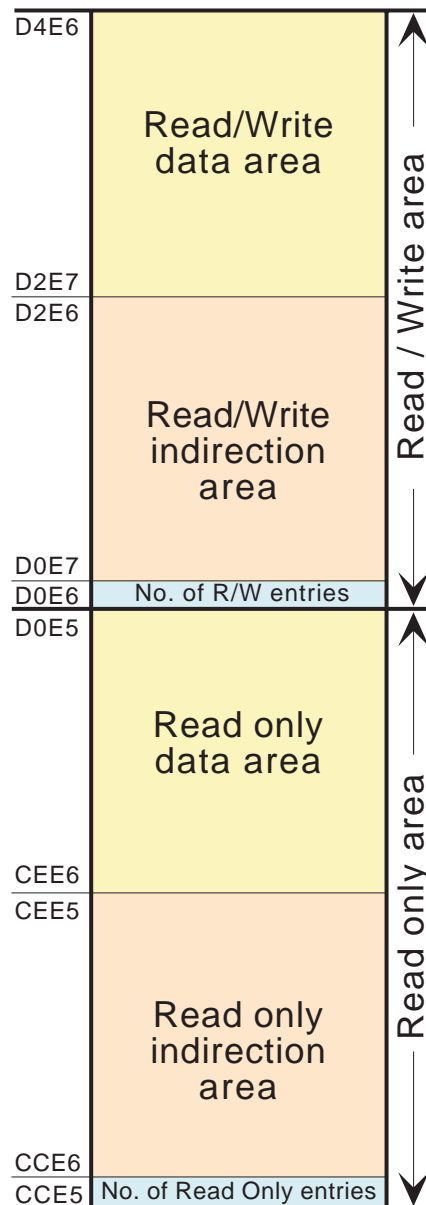 D4E6
Read/Write
data area
D2E7
D2E6
Read/Write
indirection
area
D0E7
D0E6
No. of R/W entries
Read / Write area
D0E5
Read only
data area
CEE6
CEE5
Read only
indirection
area
CCE6
CCE5
No. of Read Only entries
Read only area